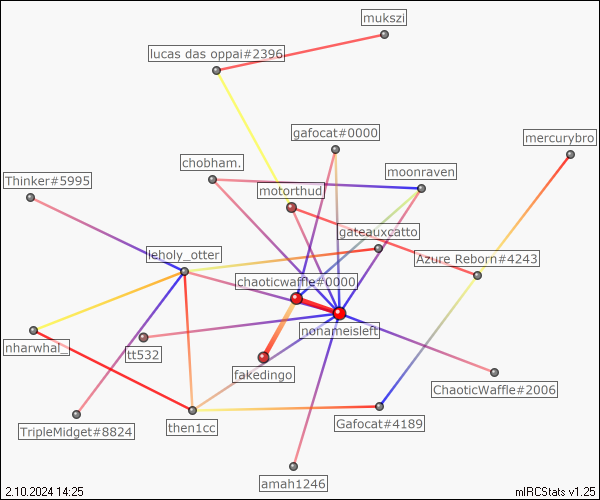 mukszi
lucas das oppai#2396
gafocat#0000
mercurybro
chobham.
moonraven
Thinker#5995
motorthud
gateauxcatto
leholy_otter
Azure Reborn#4243
chaoticwaffle#0000
nonameisleft
nharwhal_
tt532
fakedingo
ChaoticWaffle#2006
TripleMidget#8824
then1cc
Gafocat#4189
amah1246
2.10.2024 14:25
mIRCStats v1.25